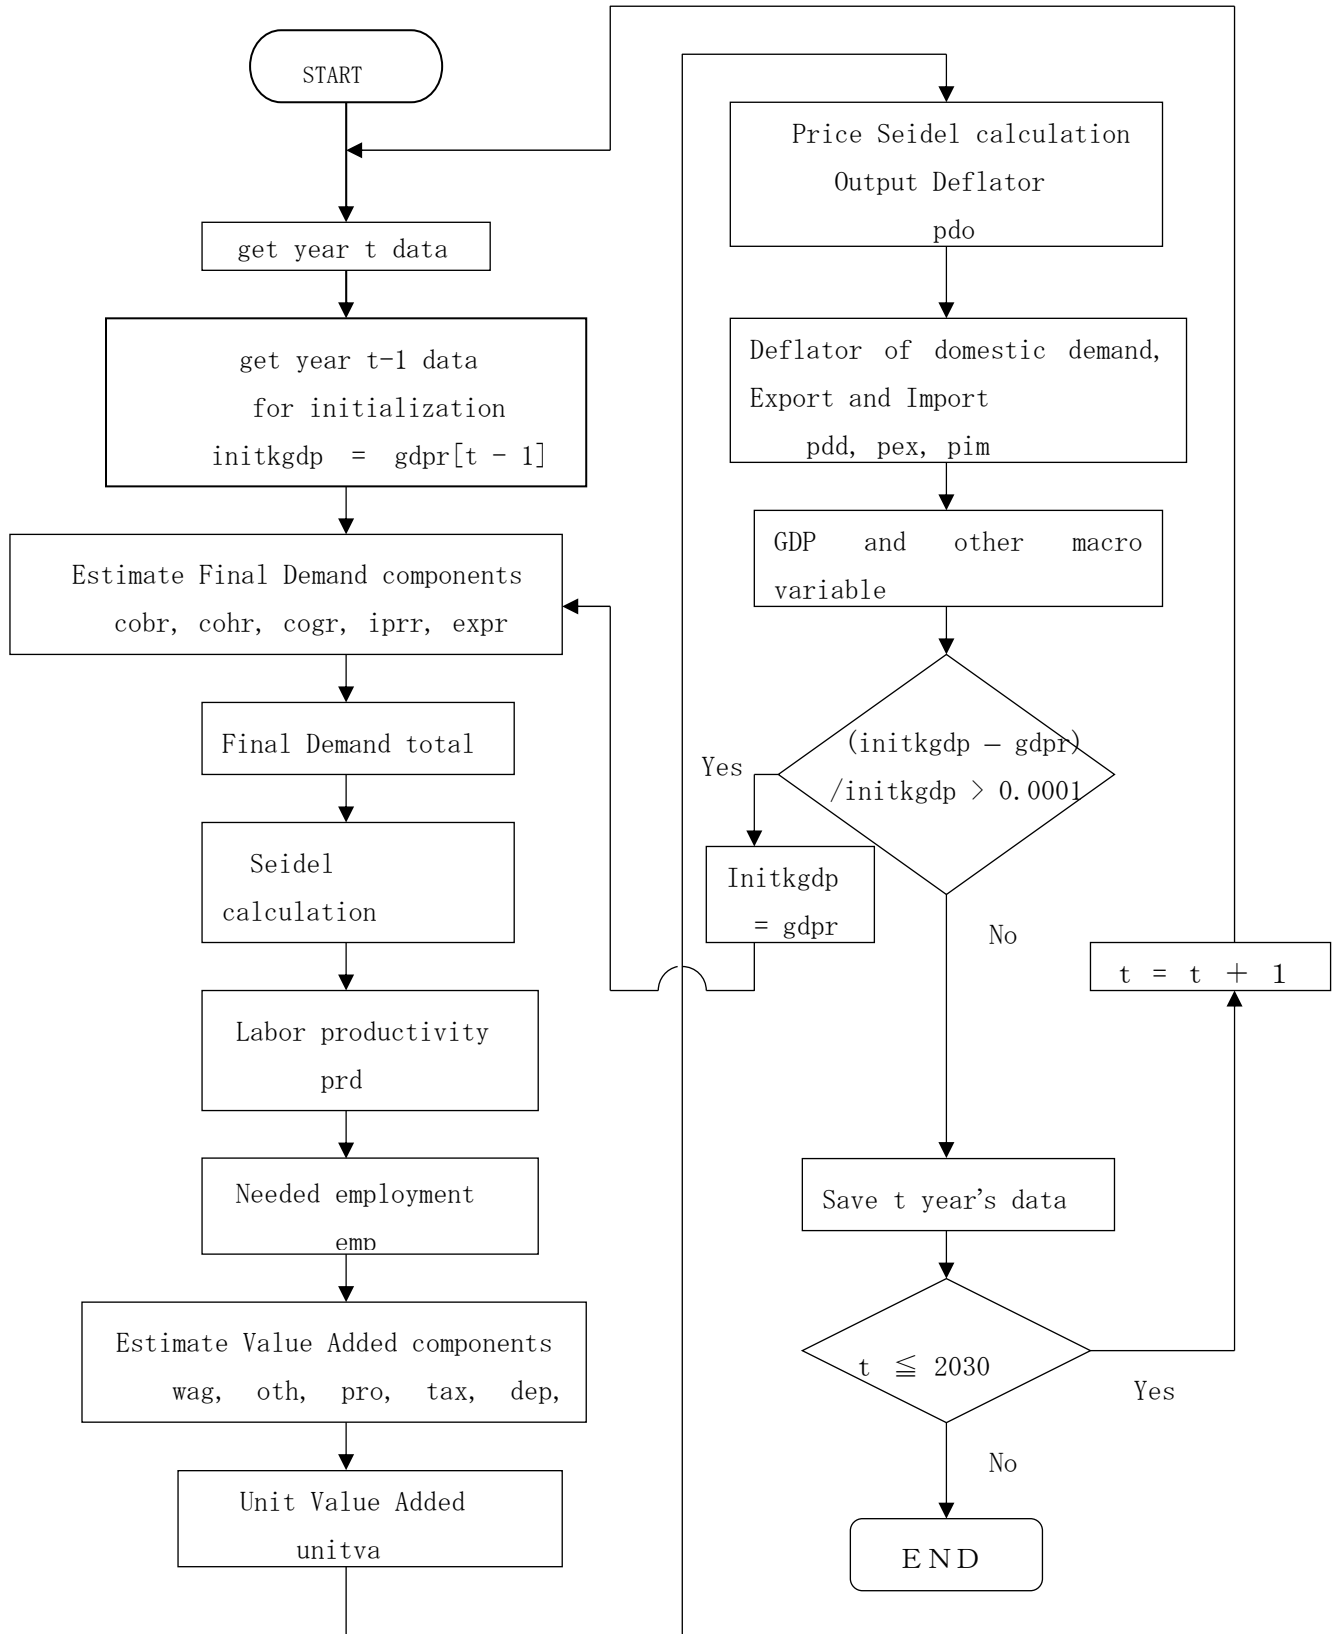 START
get year t data
get year t-1 data
for initialization
initkgdp = gdpr[t - 1]
Estimate Final Demand components
cobr, cohr, cogr, iprr, expr
Final Demand total
Seidel
calculation
Labor productivity
prd
Needed employment
emp
Estimate Value Added components
wag, oth, pro, tax, dep,
Unit Value Added
unitva
Price Seidel calculation
Output Deflator
pdo
Deflator of domestic demand,
Export and Import
pdd, pex, pim
GDP and other macro
variable
(initkgdp – gdpr)
/initkgdp > 0.0001
Yes
Initkgdp
= gdpr
No
t = t + 1
Save t year’s data
t ≦ 2030
Yes
No
END